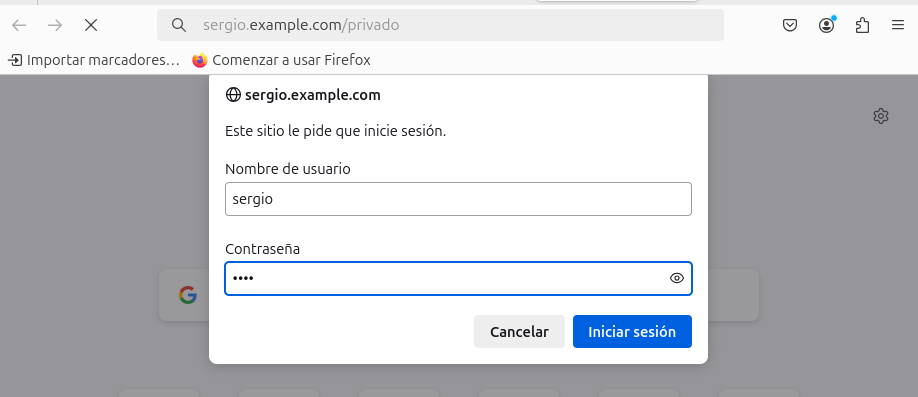 sergio.example.com/privado
Importar marcadores… Comenzar a usar Firefox
sergio.example.com
Este sitio le pide que inicie sesión.
Nombre de usuario
sergio
Contraseña
••••
Cancelar Iniciar sesión